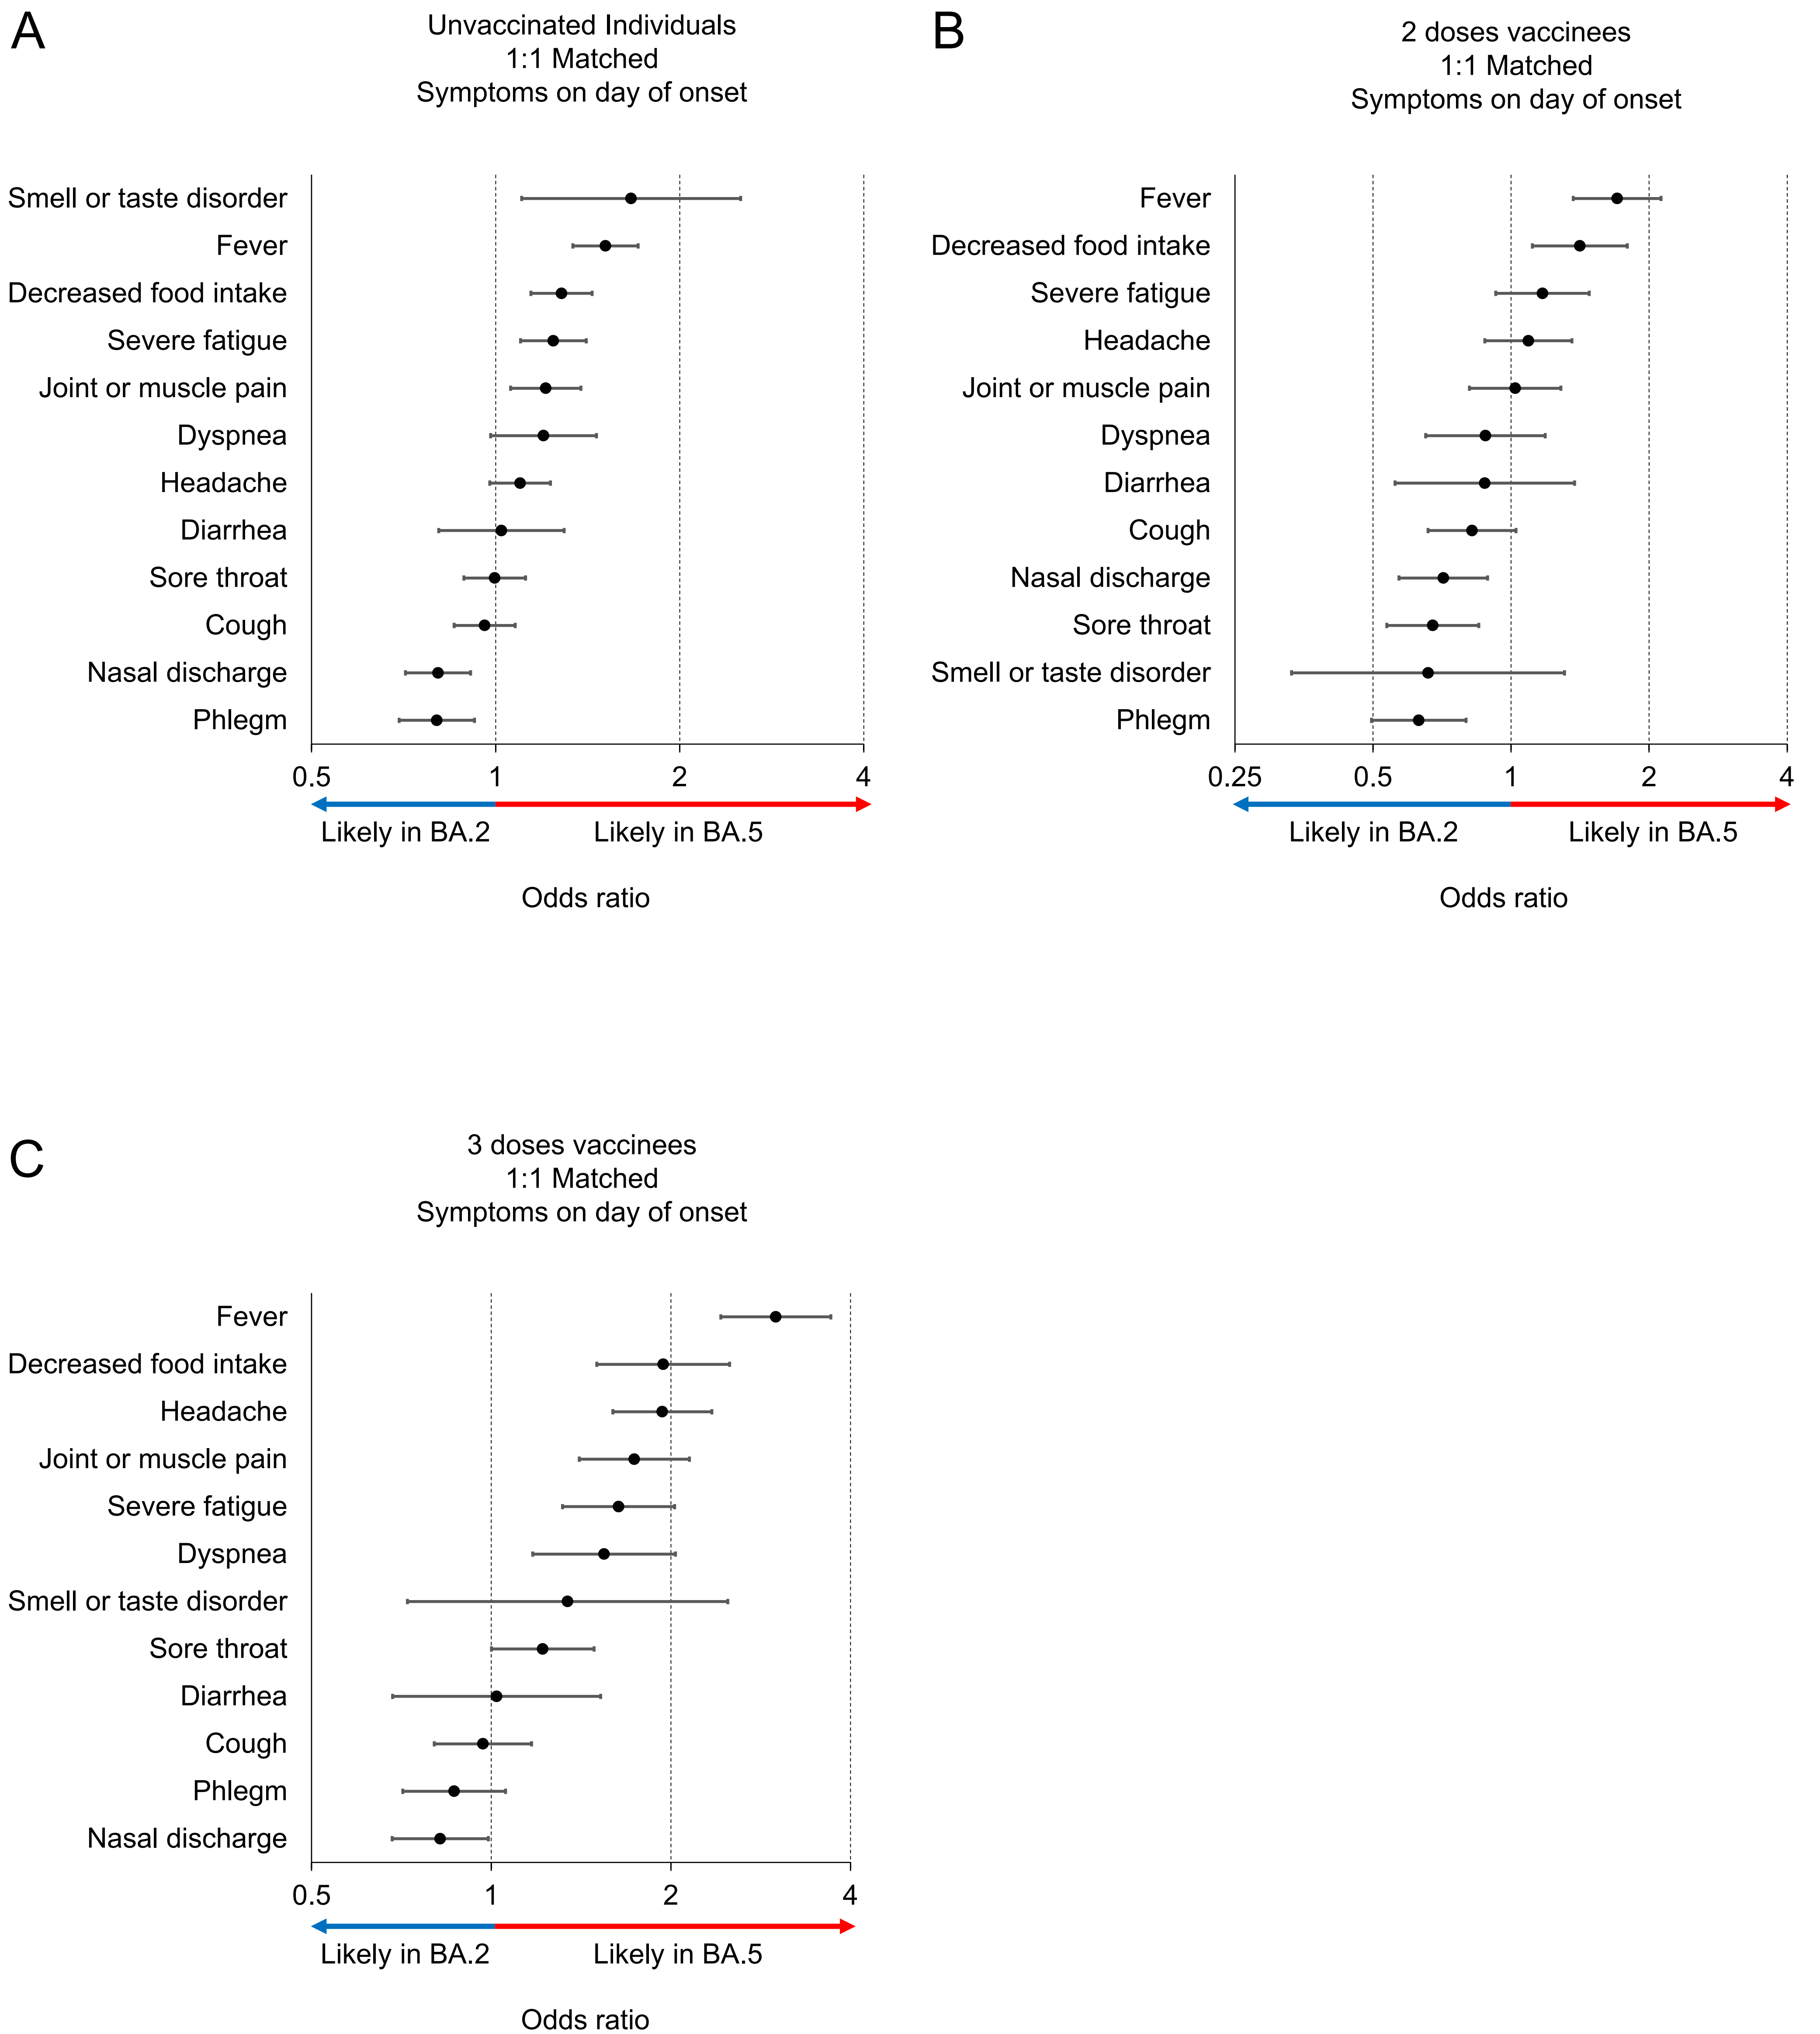 A
Unvaccinated Individuals
1:1 Matched
Symptoms on day of onset
Smell or taste disorder
Fever
Decreased food intake
Severe fatigue
Joint or muscle pain
Dyspnea
Headache
Diarrhea
Sore throat
Cough
Nasal discharge
Phlegm
0.5 1 2 4
Likely in BA.2 Likely in BA.5
Odds ratio
B
2 doses vaccinees
1:1 Matched
Symptoms on day of onset
Fever
Decreased food intake
Severe fatigue
Headache
Joint or muscle pain
Dyspnea
Diarrhea
Cough
Nasal discharge
Sore throat
Smell or taste disorder
Phlegm
0.25 0.5 1 2 4
Likely in BA.2 Likely in BA.5
Odds ratio
C
3 doses vaccinees
1:1 Matched
Symptoms on day of onset
Fever
Decreased food intake
Headache
Joint or muscle pain
Severe fatigue
Dyspnea
Smell or taste disorder
Sore throat
Diarrhea
Cough
Phlegm
Nasal discharge
0.5 1 2 4
Likely in BA.2 Likely in BA.5
Odds ratio